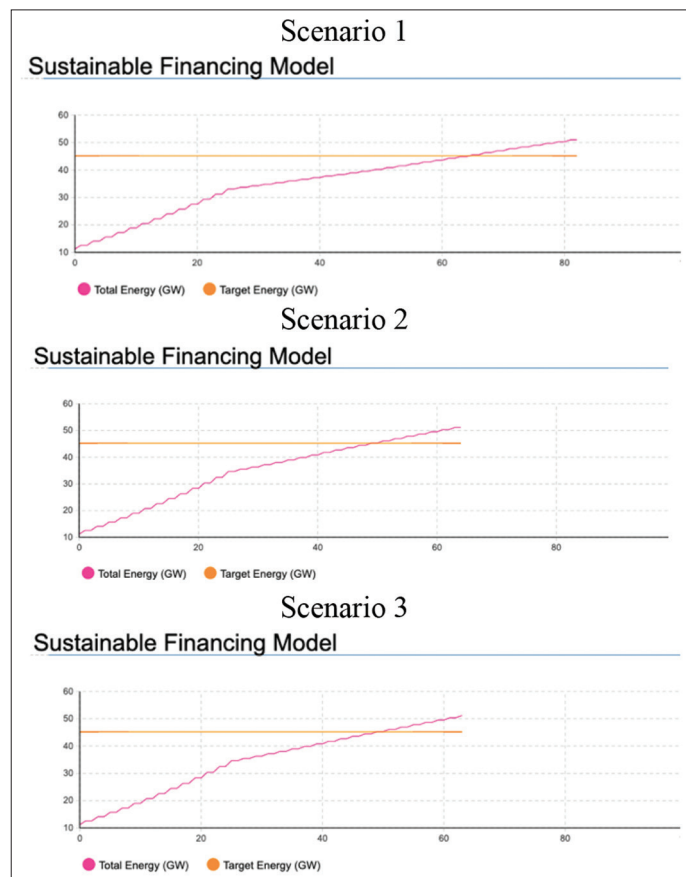 Scenario 1
Sustainable Financing Model
60
50
40
30
20
10
0 20 40 60 80
Total Energy (GW) Target Energy (GW)
Scenario 2
Sustainable Financing Model
60
50
40
30
20
10
0 20 40 60 80
Total Energy (GW) Target Energy (GW)
Scenario 3
Sustainable Financing Model
60
50
40
30
20
10
0 20 40 60 80
Total Energy (GW) Target Energy (GW)